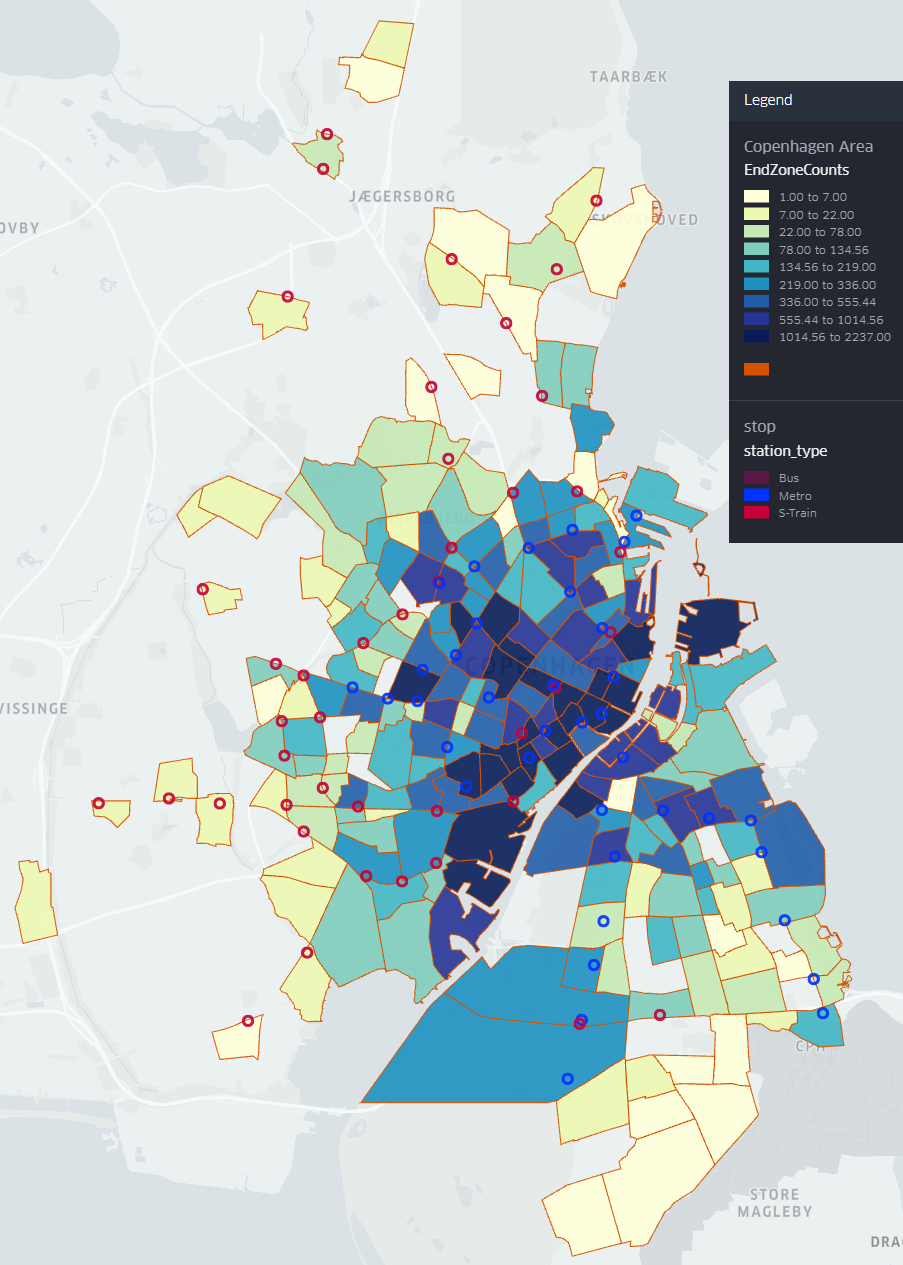 TAARBÆK
Legend
Copenhagen Area
EndZoneCounts
JÆGERSBORG
1.00 to 7.00
7.00 to 22.00
OVBY
22.00 to 78.00
78.00 to 134.56
134.56 to 219.00
219.00 to 336.00
336.00 to 555.44
555.44 to 1014.56
1014.56 to 2237.00
stop
station_type
Bus
Metro
S-Train
COPENHAGEN
VISSINGE
CPH
STORE
MAGLEBY
DRA